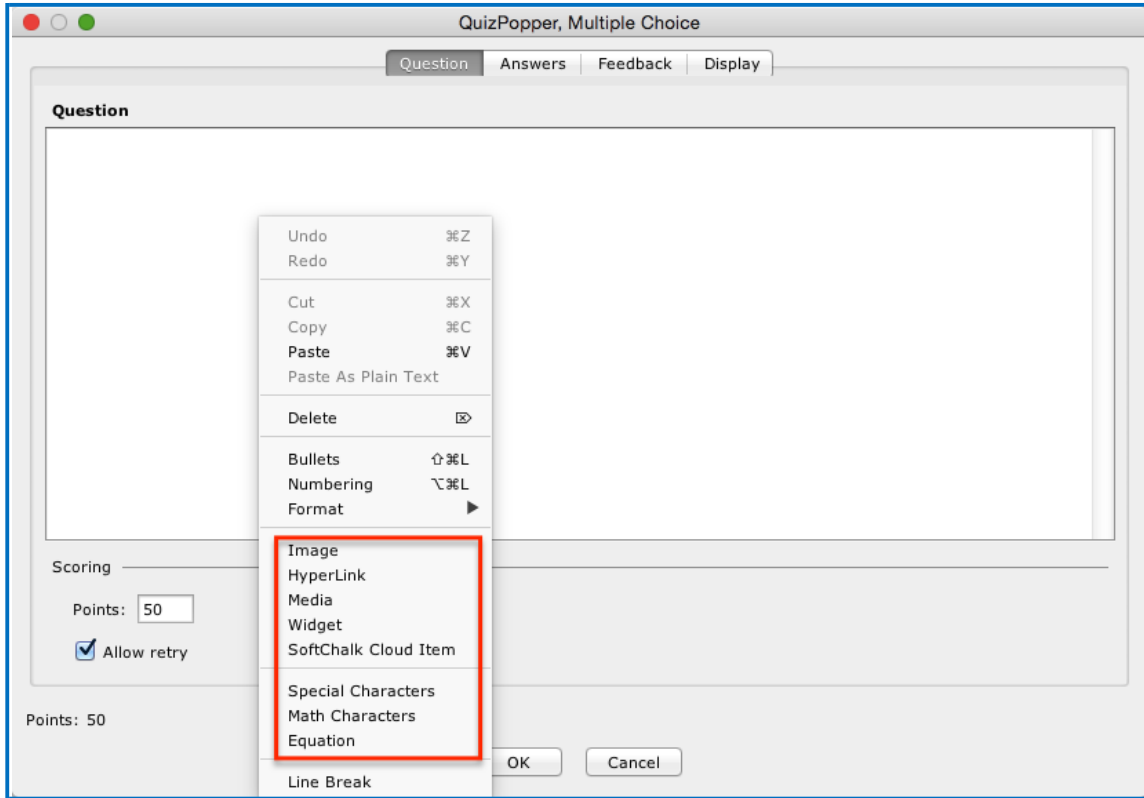 QuizPopper, Multiple Choice
Question Answers Feedback Display
Question
Undo ⌘Z
Redo ⌘Y
Cut ⌘X
Copy ⌘C
Paste ⌘V
Paste As Plain Text
Delete ⌦
Bullets ⇧⌘L
Numbering ⌥⌘L
Format ▶
Image
HyperLink
Media
Widget
SoftChalk Cloud Item
Special Characters
Math Characters
Equation
Line Break
Scoring
Points: 50
Allow retry
Points: 50
OK Cancel